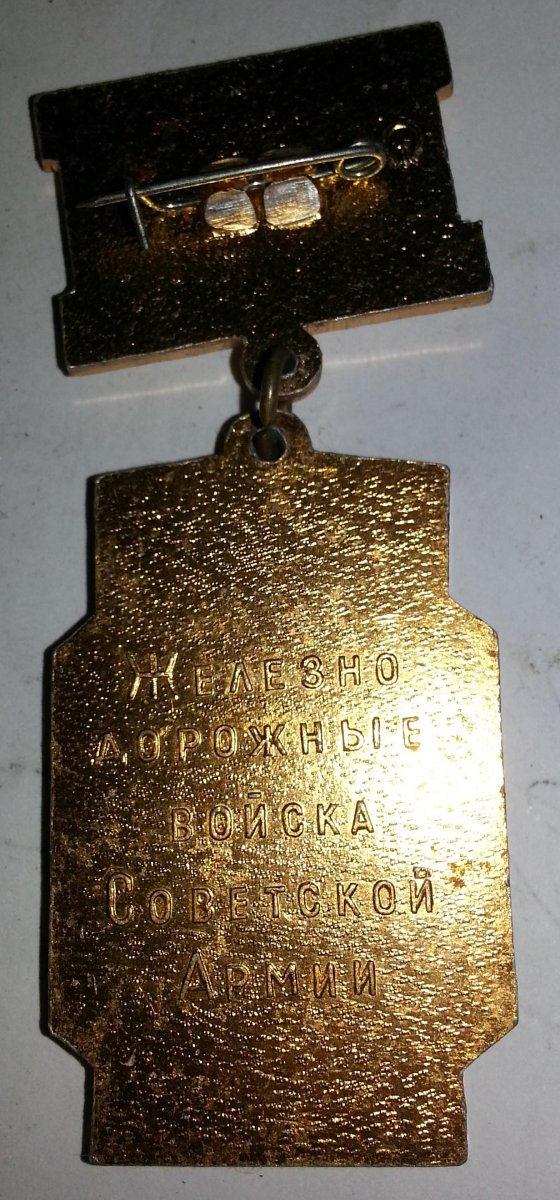 Железно
дорожные
войска
Советской
Армии